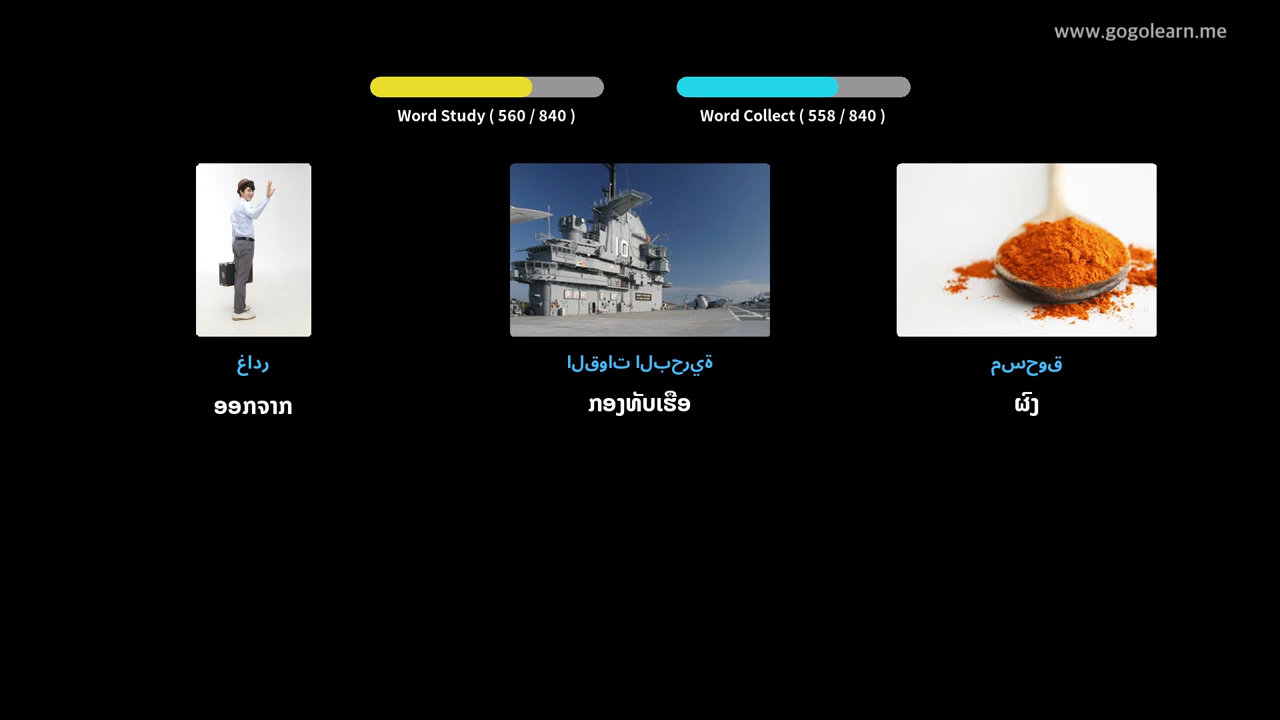 www.gogolearn.me
Word Study ( 560 / 840 )
Word Collect ( 558 / 840 )
غادر
القوات البحرية
مسحوق
ອອກຈາກ
ກອງທັບເຮືອ
ຜົງ